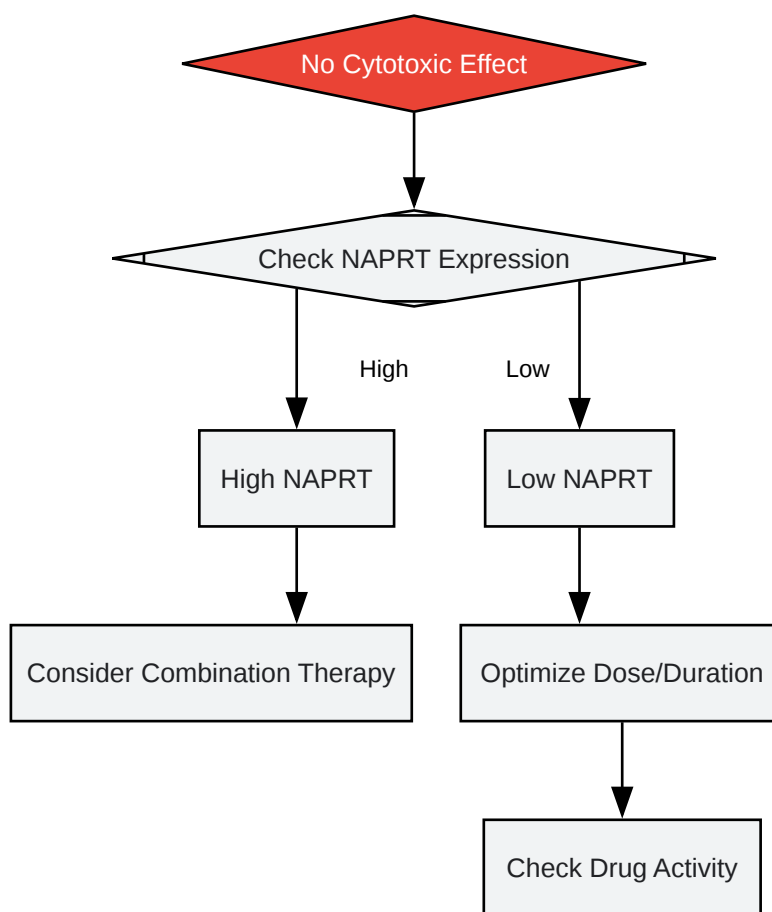 No Cytotoxic Effect
Check NAPRT Expression
High
Low
High NAPRT
Low NAPRT
Consider Combination Therapy
Optimize Dose/Duration
Check Drug Activity